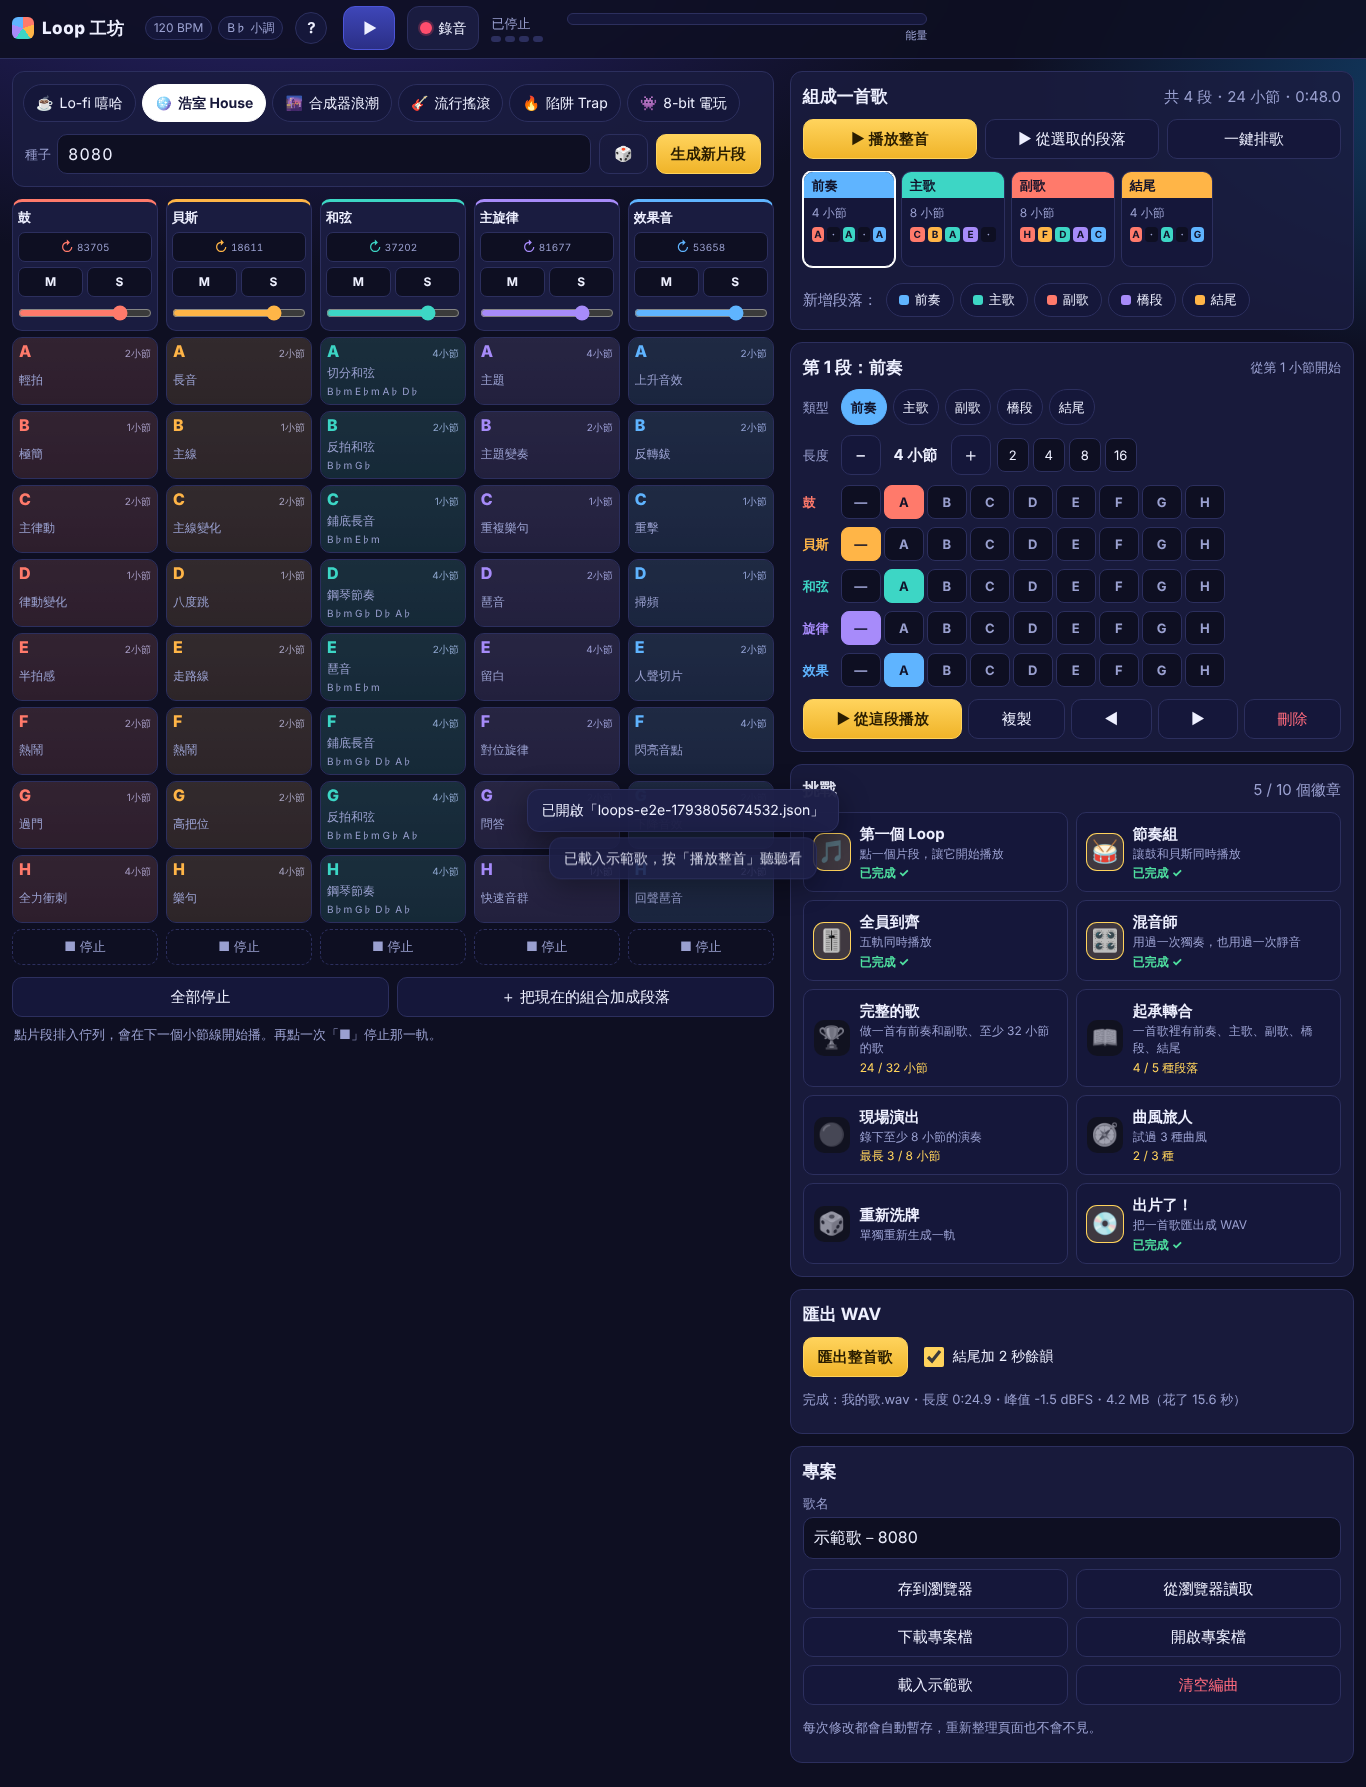 Loop 工坊
120 BPM
B♭ 小調
?
▶
錄音
已停止
能量
☕ Lo-fi 嘻哈
浩室 House
合成器浪潮
流行搖滾
陷阱 Trap
8-bit 電玩
種子
8080
生成新片段
鼓
貝斯
和弦
主旋律
效果音
↻ 83705
↻ 18611
↻ 37202
↻ 81677
↻ 53658
M S
M S
M S
M S
M S
A 2小節
輕拍
A 2小節
長音
A 4小節
切分和弦
B♭m E♭m A♭ D♭
A 4小節
主題
A 2小節
上升音效
B 1小節
極簡
B 2小節
主線
B 2小節
反拍和弦
B♭m G♭
B 2小節
主題變奏
B 2小節
反轉鈸
C 2小節
主律動
C 2小節
主線變化
C 1小節
鋪底長音
B♭m E♭m
C 1小節
重複樂句
C 1小節
重擊
D 1小節
律動變化
D 1小節
八度跳
D 4小節
鋼琴節奏
B♭m G♭ D♭ A♭
D 2小節
琶音
D 1小節
掃頻
E 2小節
半拍感
E 2小節
走路線
E 2小節
琶音
B♭m E♭m
E 4小節
留白
E 2小節
人聲切片
F 2小節
熱鬧
F 2小節
熱鬧
F 4小節
鋪底長音
B♭m G♭ D♭ A♭
F 2小節
對位旋律
F 4小節
閃亮音點
G 1小節
過門
G 2小節
高把位
G 4小節
反拍和弦
B♭m E♭m G♭ A♭
G
問答
H 4小節
全力衝刺
H 4小節
樂句
H 4小節
鋼琴節奏
B♭m G♭ D♭ A♭
H
快速音群
H
回聲琶音
■ 停止
■ 停止
■ 停止
■ 停止
■ 停止
全部停止
＋ 把現在的組合加成段落
點片段排入佇列，會在下一個小節線開始播。再點一次「■」停止那一軌。
已開啟「loops-e2e-1793805674532.json」
已載入示範歌，按「播放整首」聽聽看
組成一首歌
共 4 段・24 小節・0:48.0
▶ 播放整首
▶ 從選取的段落
一鍵排歌
前奏
4 小節
A · A · A
主歌
8 小節
C B A E ·
副歌
8 小節
H F D A C
結尾
4 小節
A · A · G
新增段落：
前奏
主歌
副歌
橋段
結尾
第 1 段：前奏
從第 1 小節開始
類型
前奏
主歌
副歌
橋段
結尾
長度
−
4 小節
＋
2
4
8
16
鼓 — A B C D E F G H
貝斯 — A B C D E F G H
和弦 — A B C D E F G H
旋律 — A B C D E F G H
效果 — A B C D E F G H
▶ 從這段播放
複製
◀
▶
刪除
挑戰
5 / 10 個徽章
第一個 Loop
點一個片段，讓它開始播放
已完成 ✓
節奏組
讓鼓和貝斯同時播放
已完成 ✓
全員到齊
五軌同時播放
已完成 ✓
混音師
用過一次獨奏，也用過一次靜音
已完成 ✓
完整的歌
做一首有前奏和副歌、至少 32 小節
的歌
24 / 32 小節
起承轉合
一首歌裡有前奏、主歌、副歌、橋
段、結尾
4 / 5 種段落
現場演出
錄下至少 8 小節的演奏
最長 3 / 8 小節
曲風旅人
試過 3 種曲風
2 / 3 種
重新洗牌
單獨重新生成一軌
出片了！
把一首歌匯出成 WAV
已完成 ✓
匯出 WAV
匯出整首歌
結尾加 2 秒餘韻
完成：我的歌.wav・長度 0:24.9・峰值 -1.5 dBFS・4.2 MB（花了 15.6 秒）
專案
歌名
示範歌－8080
存到瀏覽器
從瀏覽器讀取
下載專案檔
開啟專案檔
載入示範歌
清空編曲
每次修改都會自動暫存，重新整理頁面也不會不見。